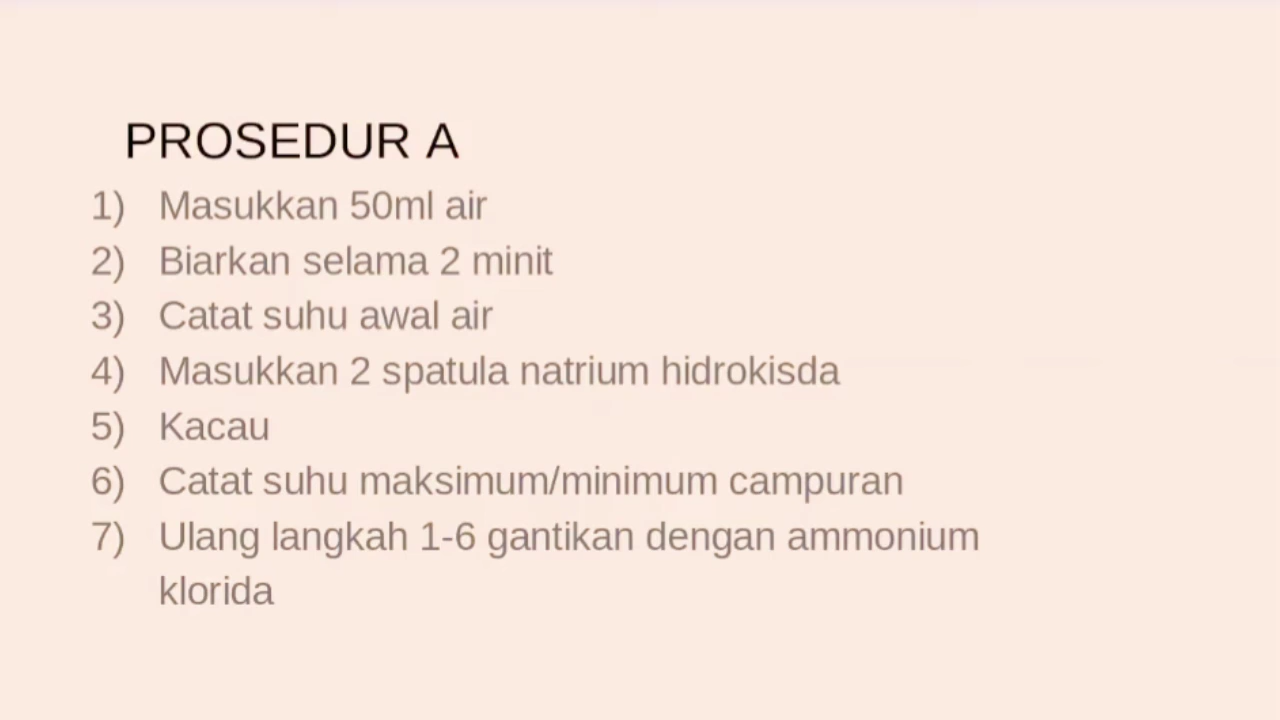 PROSEDUR A
1) Masukkan 50ml air
2) Biarkan selama 2 minit
3) Catat suhu awal air
4) Masukkan 2 spatula natrium hidrokisda
5) Kacau
6) Catat suhu maksimum/minimum campuran
7) Ulang langkah 1-6 gantikan dengan ammonium
klorida